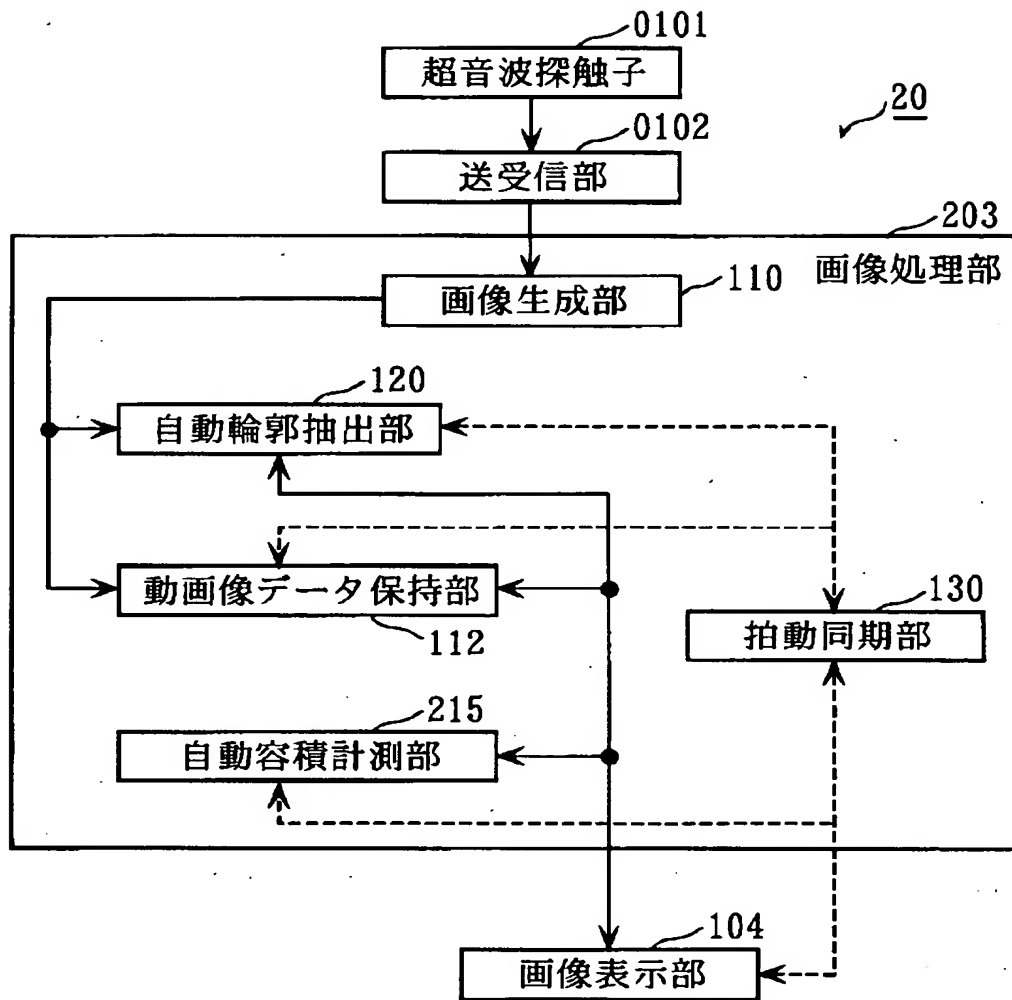 0101
超音波探触子
20
0102
送受信部
203
画像処理部
画像生成部
110
120
自動輪郭抽出部
動画像データ保持部
112
130
拍動同期部
215
自動容積計測部
104
画像表示部